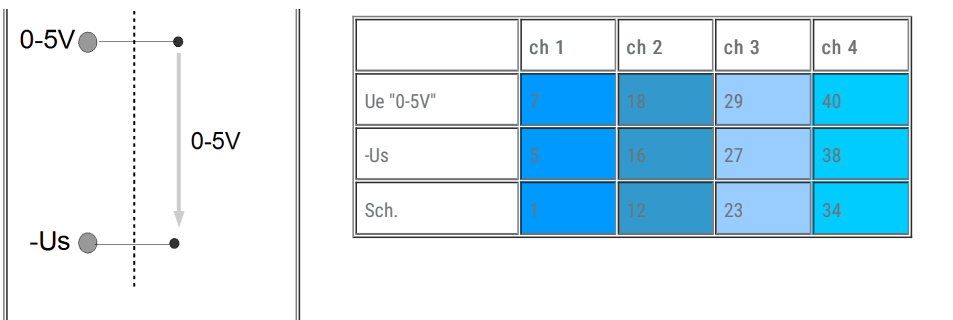 0-5V
0-5V
-Us
ch 1 ch 2 ch 3 ch 4
Ue "0-5V" 7 18 29 40
-Us 5 16 27 38
Sch. 1 12 23 34